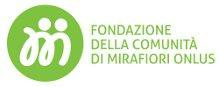 FONDAZIONE
DELLA COMUNITÀ
DI MIRAFIORI ONLUS